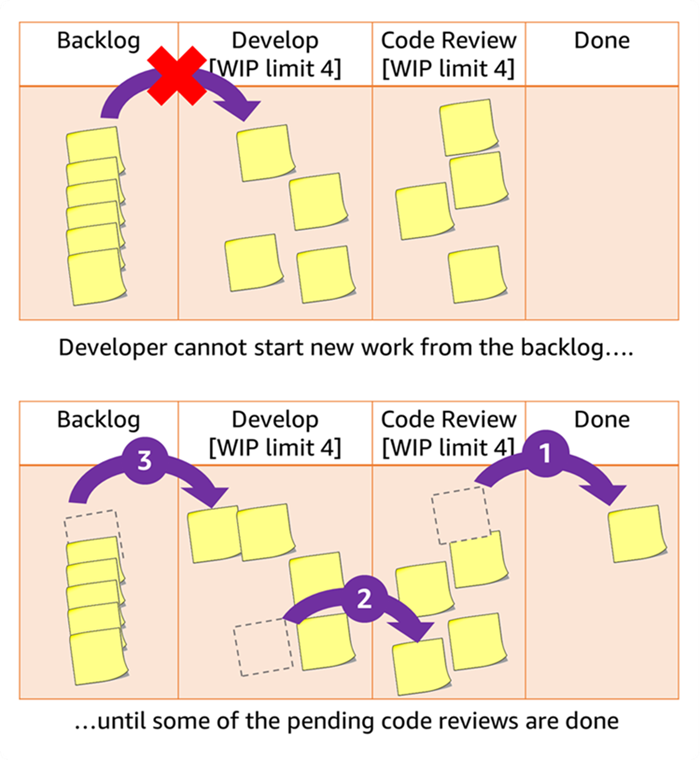 Backlog
Develop
[WIP limit 4]
Code Review
[WIP limit 4]
Done
Developer cannot start new work from the backlog….
Backlog
Develop
[WIP limit 4]
Code Review
[WIP limit 4]
Done
3
1
2
…until some of the pending code reviews are done